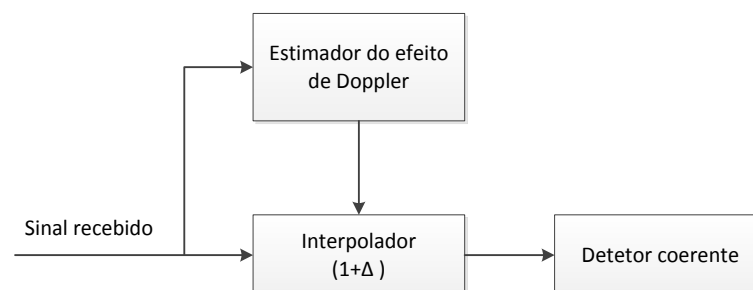 Estimador do efeito
de Doppler
Sinal recebido
Interpolador
(1+Δ )
Detetor coerente